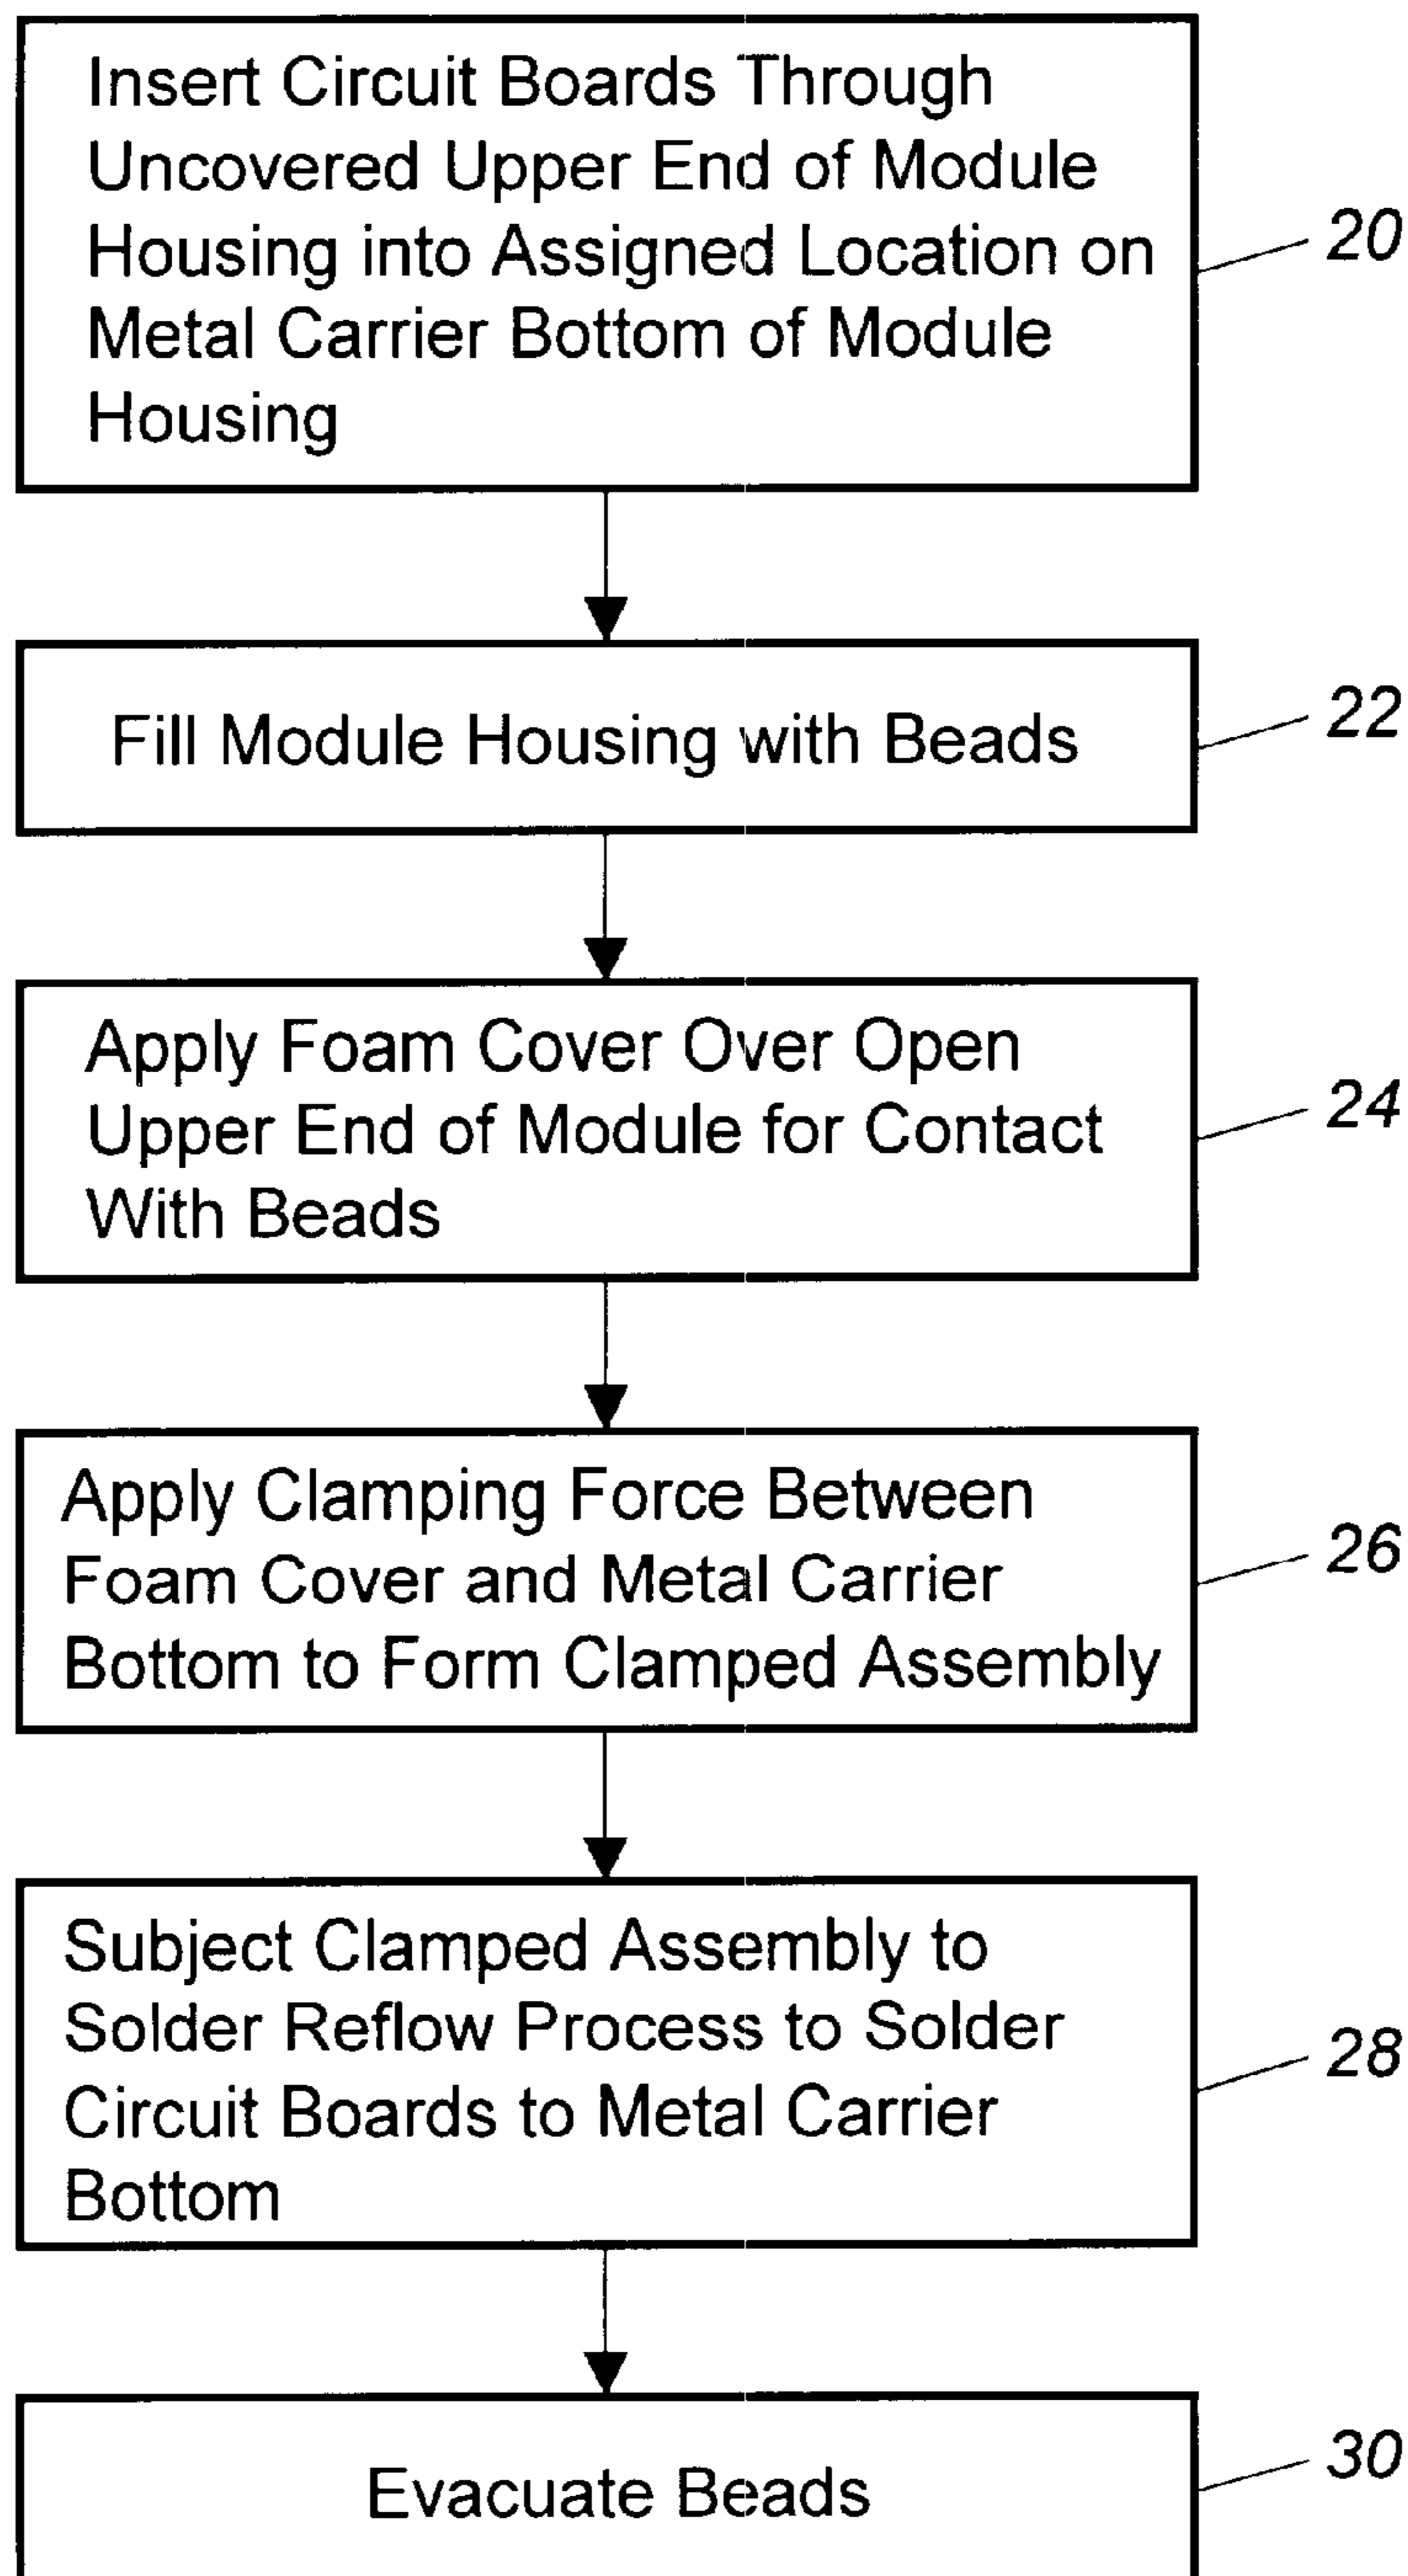 Insert Circuit Boards Through
Uncovered Upper End of Module
Housing into Assigned Location on
Metal Carrier Bottom of Module
Housing
20
Fill Module Housing with Beads
22
Apply Foam Cover Over Open
Upper End of Module for Contact
With Beads
24
Apply Clamping Force Between
Foam Cover and Metal Carrier
Bottom to Form Clamped Assembly
26
Subject Clamped Assembly to
Solder Reflow Process to Solder
Circuit Boards to Metal Carrier
Bottom
28
Evacuate Beads
30